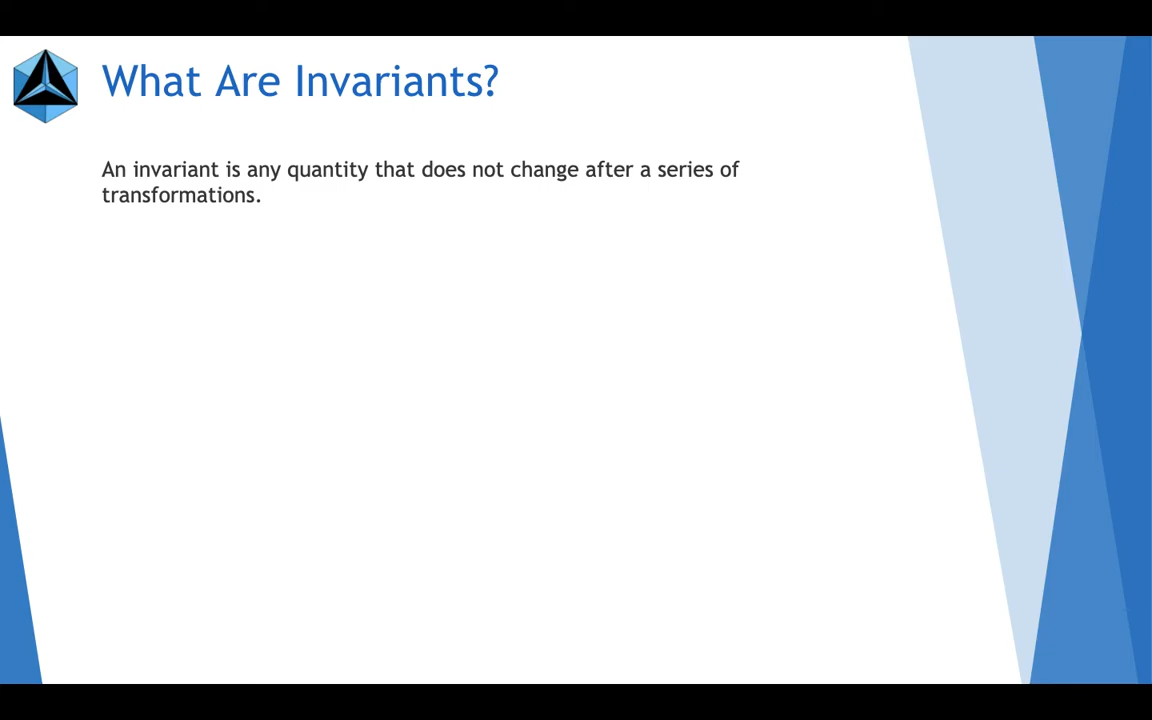 What Are Invariants?
An invariant is any quantity that does not change after a series of
transformations.